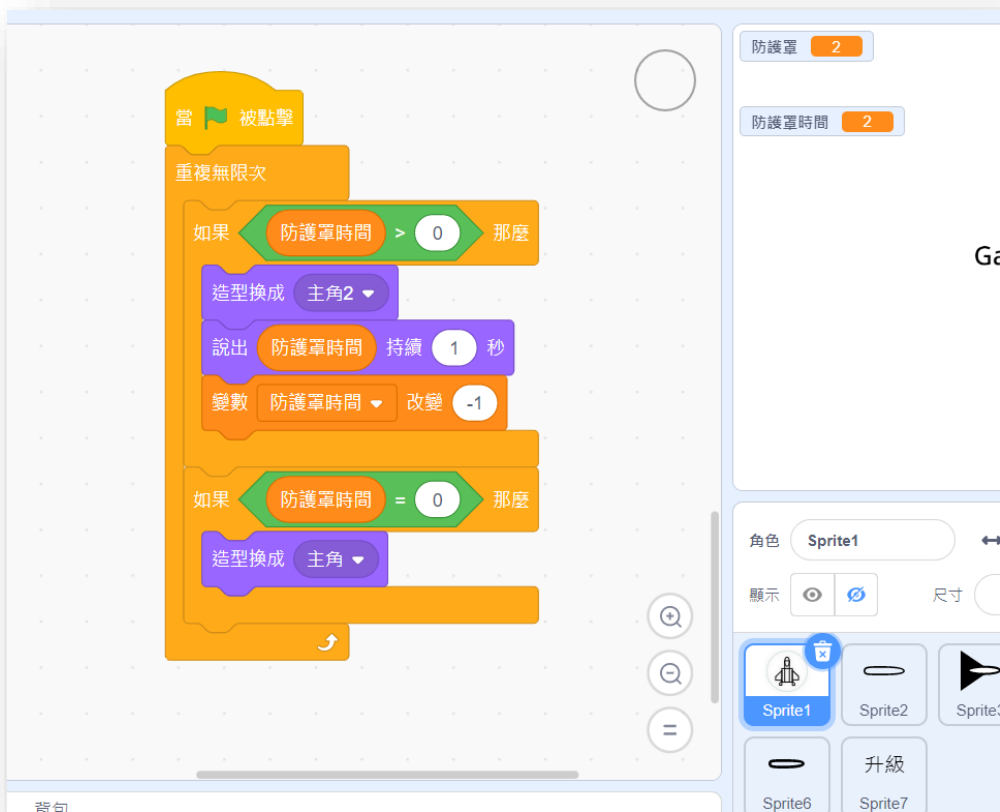 當 被點擊
重複無限次
如果 防護罩時間 > 0 那麼
造型換成 主角2
說出 防護罩時間 持續 1 秒
變數 防護罩時間 改變 -1
如果 防護罩時間 = 0 那麼
造型換成 主角
背包
防護罩 2
防護罩時間 2
Ga
角色 Sprite1
顯示 尺寸
Sprite1 Sprite2 Sprite3
升級
Sprite6 Sprite7